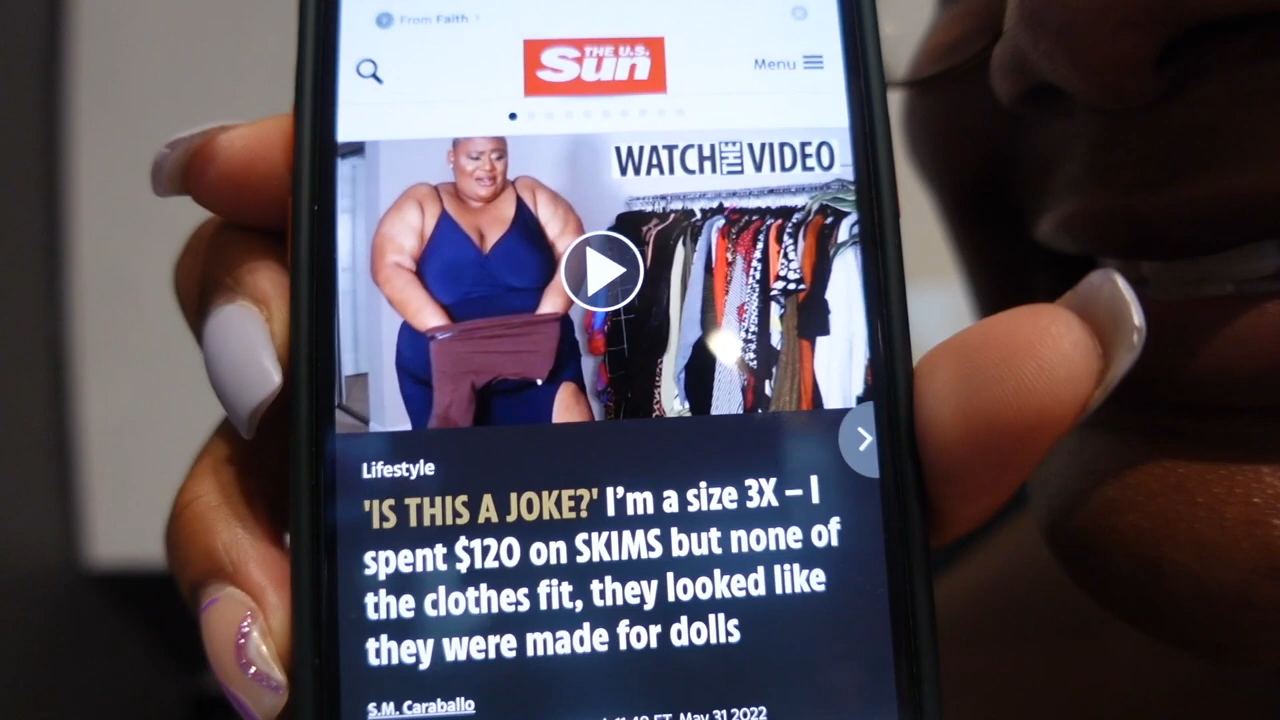 From Faith
THE U.S.
Sun
Menu
WATCH THE VIDEO
Lifestyle
'IS THIS A JOKE?' I'm a size 3X – I
spent $120 on SKIMS but none of
the clothes fit, they looked like
they were made for dolls
S.M. Caraballo
ET, May 31 2022